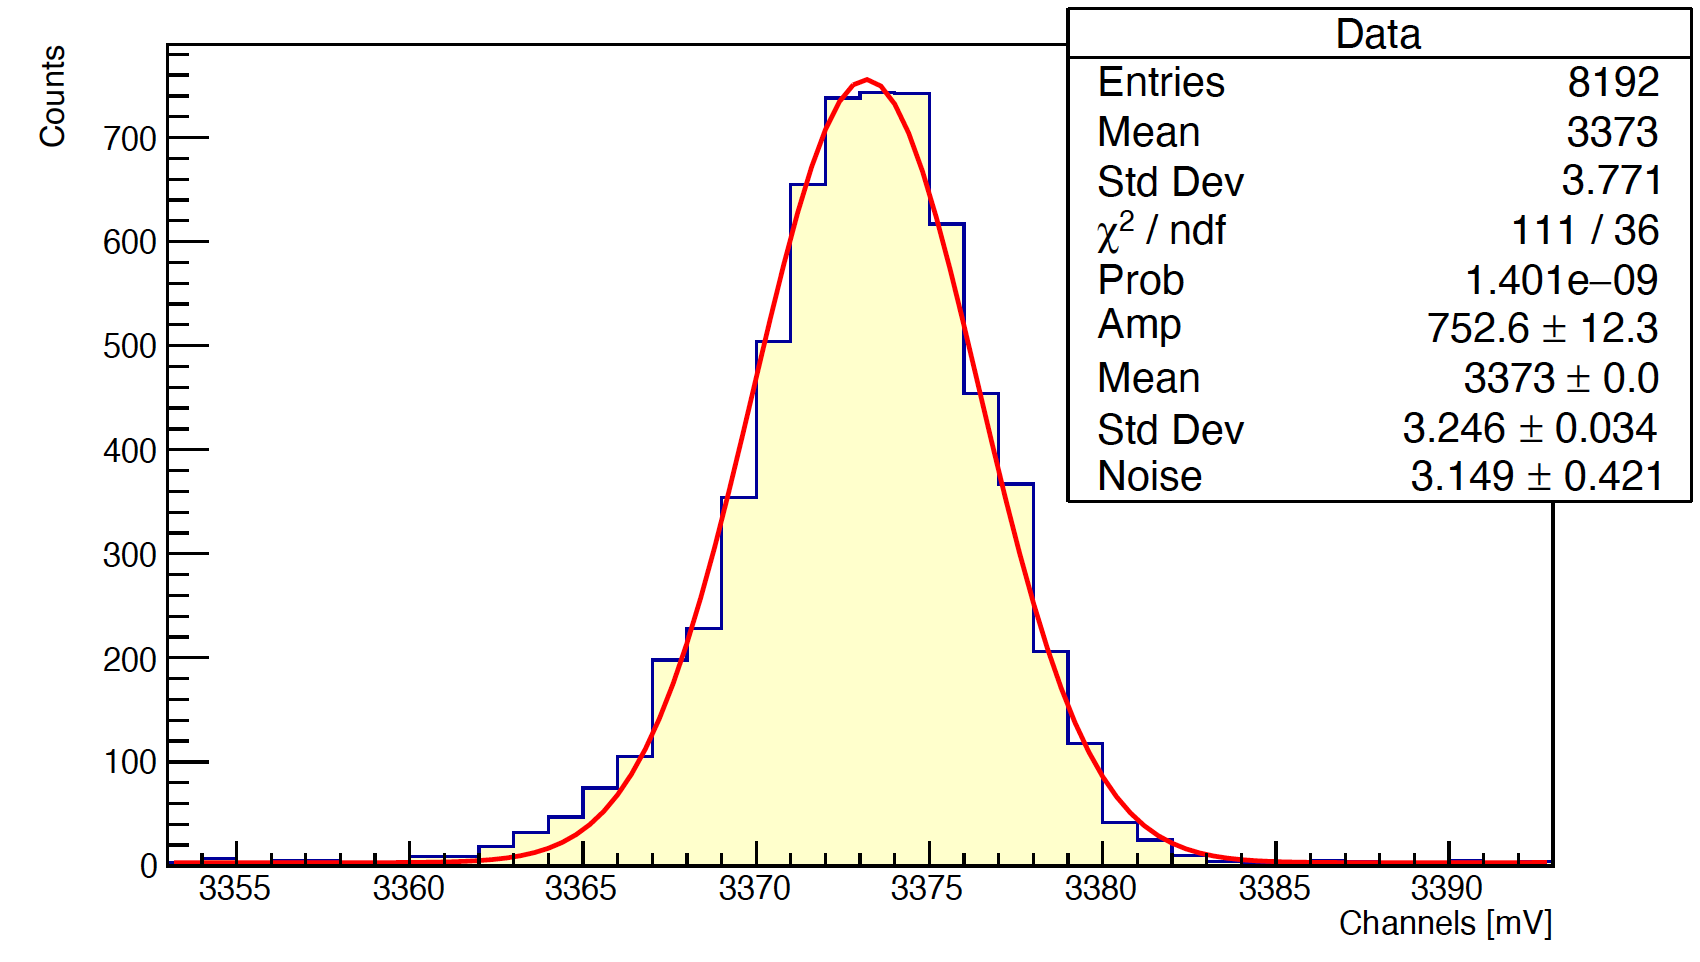 Counts
Data
Entries 8192
Mean 3373
Std Dev 3.771
χ² / ndf 111 / 36
Prob 1.401e−09
Amp 752.6 ± 12.3
Mean 3373 ± 0.0
Std Dev 3.246 ± 0.034
Noise 3.149 ± 0.421
700
600
500
400
300
200
100
0
3355 3360 3365 3370 3375 3380 3385 3390
Channels [mV]